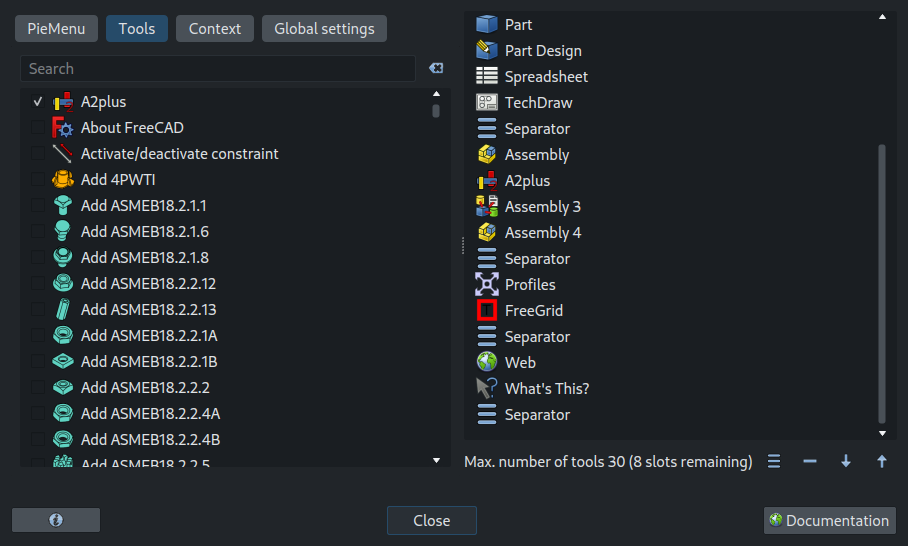 PieMenu
Tools
Context
Global settings
Search
A2plus
About FreeCAD
Activate/deactivate constraint
Add 4PWTI
Add ASMEB18.2.1.1
Add ASMEB18.2.1.6
Add ASMEB18.2.1.8
Add ASMEB18.2.2.12
Add ASMEB18.2.2.13
Add ASMEB18.2.2.1A
Add ASMEB18.2.2.1B
Add ASMEB18.2.2.2
Add ASMEB18.2.2.4A
Add ASMEB18.2.2.4B
Add ASMEB18.2.2.5
Part
Part Design
Spreadsheet
TechDraw
Separator
Assembly
A2plus
Assembly 3
Assembly 4
Separator
Profiles
FreeGrid
Separator
Web
What's This?
Separator
Max. number of tools 30 (8 slots remaining)
Close
Documentation